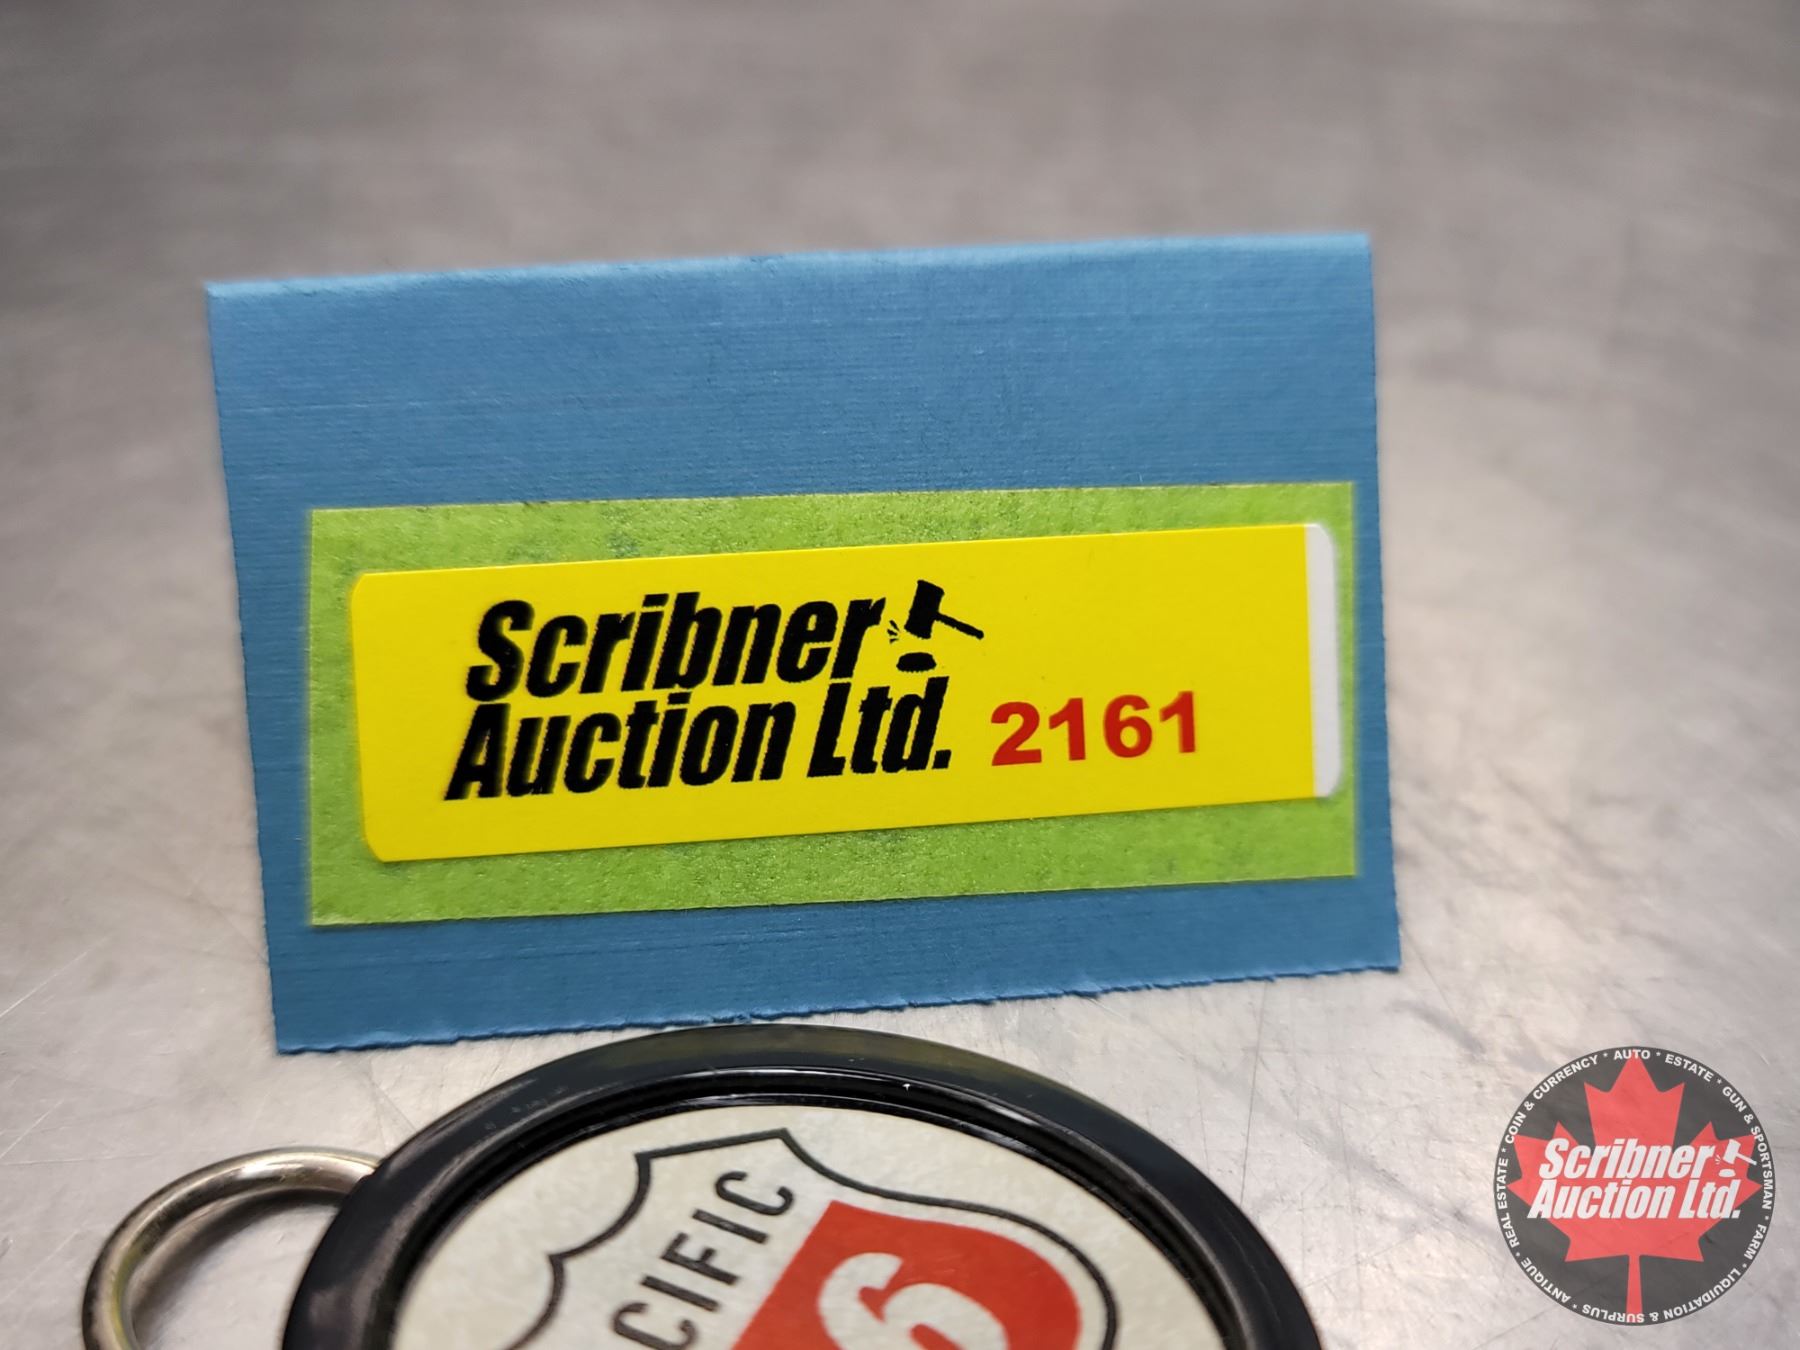 Scribner
Auction Ltd. 2161
CIFIC
6
COIN & CURRENCY * AUTO * ESTATE * GUN & SPORTSMAN * FARM * LIQUIDATION & SURPLUS * ANTIQUE * REAL ESTATE *
Scribner
Auction Ltd.